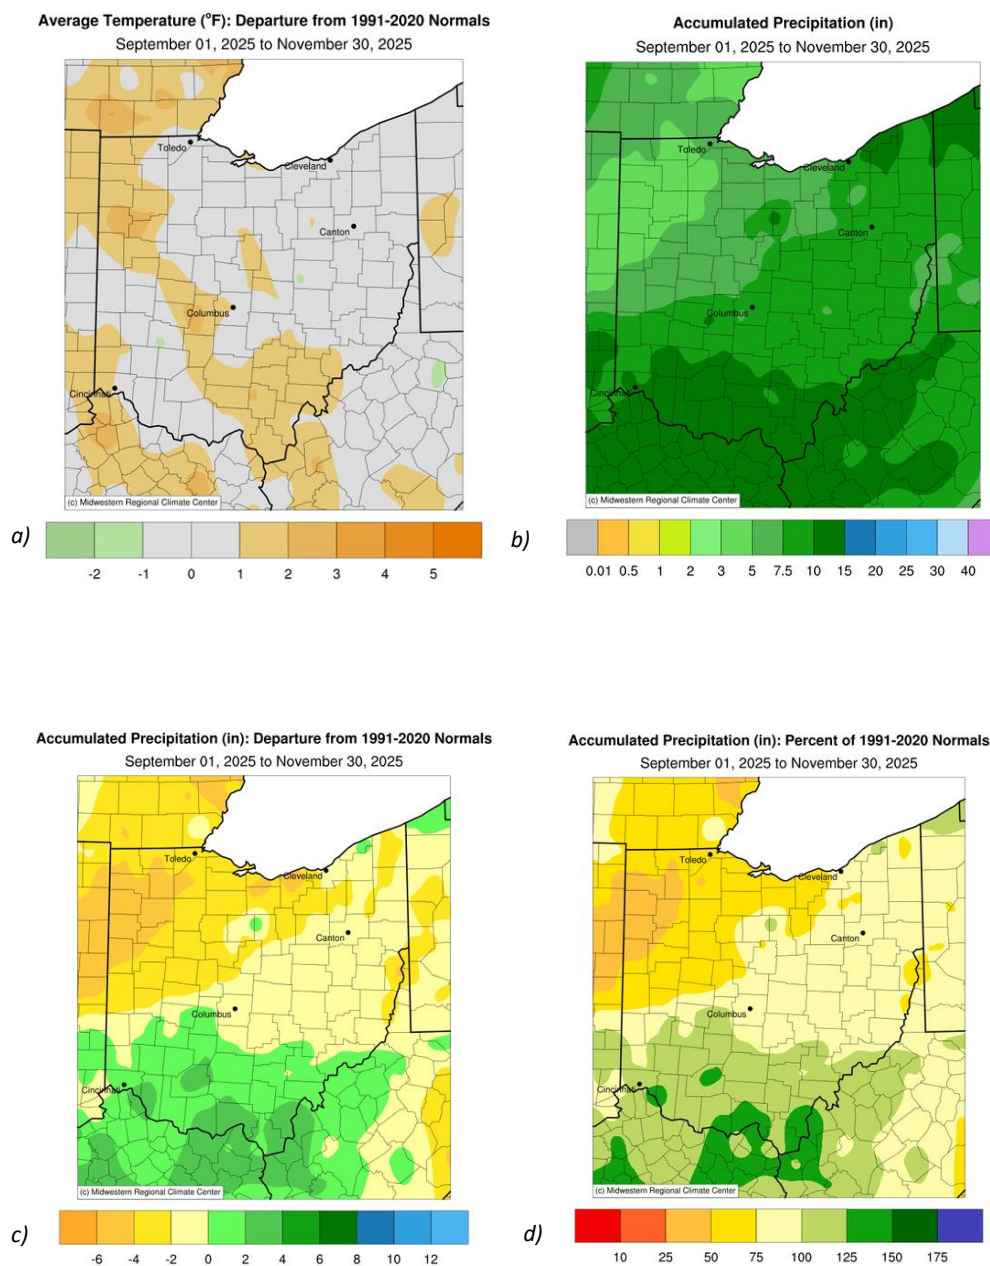 Average Temperature (°F): Departure from 1991-2020 Normals
September 01, 2025 to November 30, 2025
Toledo
Cleveland
Canton
Columbus
Cincinnati
(c) Midwestern Regional Climate Center
a)
-2 -1 0 1 2 3 4 5
Accumulated Precipitation (in)
September 01, 2025 to November 30, 2025
Toledo
Cleveland
Canton
Columbus
Cincinnati
(c) Midwestern Regional Climate Center
b)
0.01 0.5 1 2 3 5 7.5 10 15 20 25 30 40
Accumulated Precipitation (in): Departure from 1991-2020 Normals
September 01, 2025 to November 30, 2025
Toledo
Cleveland
Canton
Columbus
Cincinnati
(c) Midwestern Regional Climate Center
c)
-6 -4 -2 0 2 4 6 8 10 12
Accumulated Precipitation (in): Percent of 1991-2020 Normals
September 01, 2025 to November 30, 2025
Toledo
Cleveland
Canton
Columbus
Cincinnati
(c) Midwestern Regional Climate Center
d)
10 25 50 75 100 125 150 175